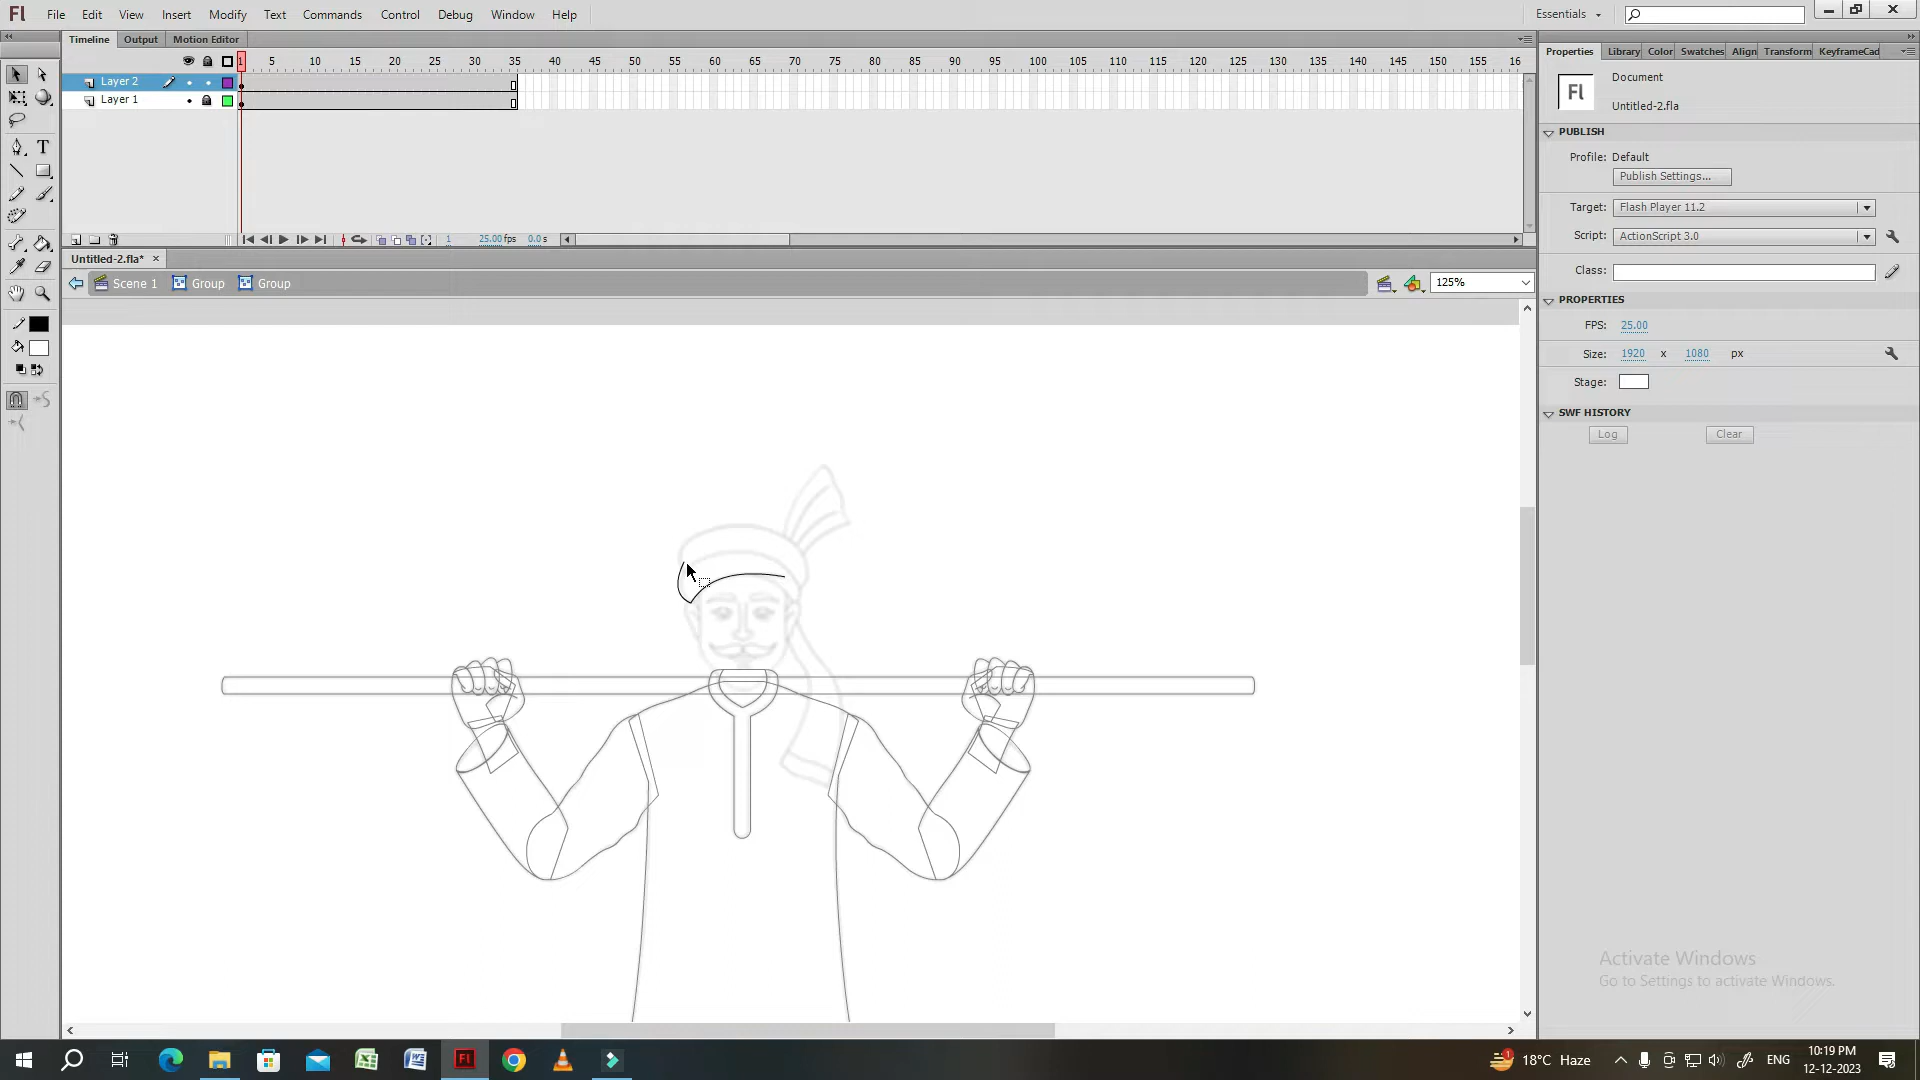 Fl File Edit View Insert Modify Text Commands Control Debug Window Help Essentials
Timeline Output Motion Editor
Properties Library Color Swatches Align Transform KeyframeCad
1 5 10 15 20 25 30 35 40 45 50 55 60 65 70 75 80 85 90 95 100 105 110 115 120 125 130 135 140 145 150 155 16
Layer 2
Layer 1
Fl Document
Untitled-2.fla
PUBLISH
Profile: Default
Publish Settings...
Target: Flash Player 11.2
Script: ActionScript 3.0
1 25.00 fps 0.0 s
Untitled-2.fla* ×
Class:
Scene 1 Group Group 125%
PROPERTIES
FPS: 25.00
Size: 1920 x 1080 px
Stage:
SWF HISTORY
Log Clear
Activate Windows
Go to Settings to activate Windows.
18°C Haze ENG 10:19 PM
12-12-2023